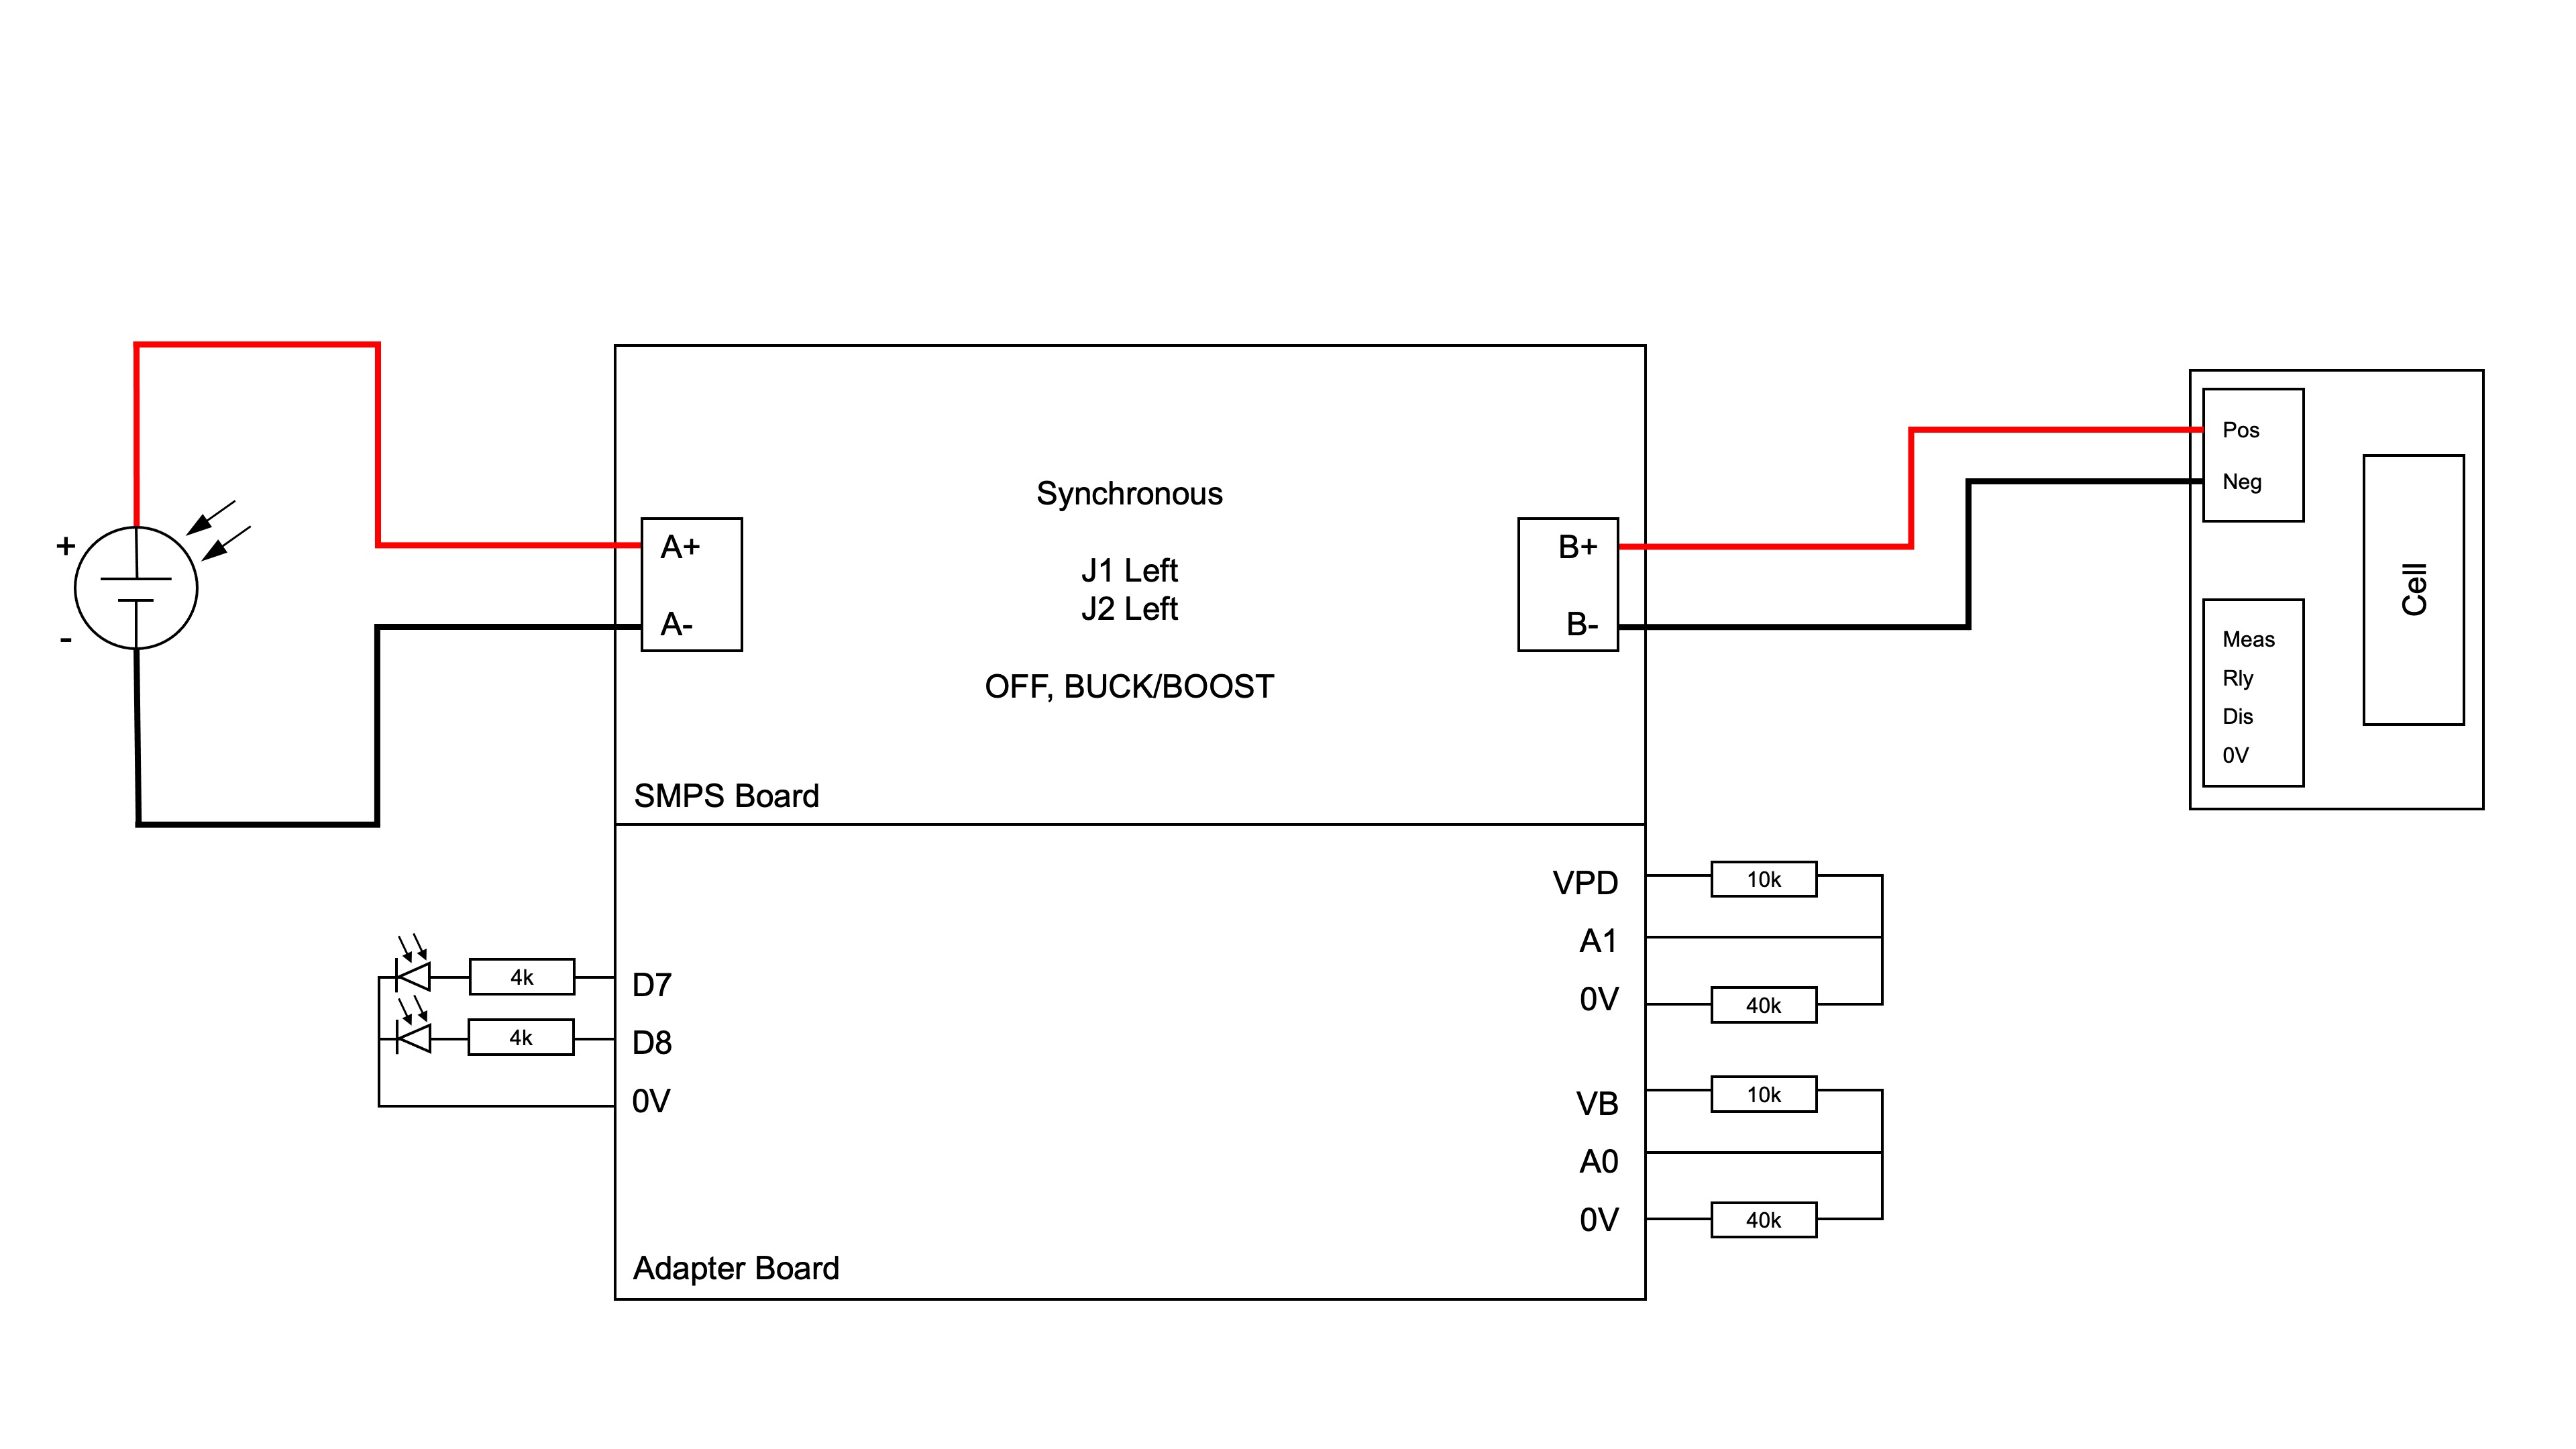 +
-
A+
A-
Synchronous
J1 Left
J2 Left
OFF, BUCK/BOOST
SMPS Board
B+
B-
Pos
Neg
Meas
Rly
Dis
0V
Cell
4k
4k
D7
D8
0V
Adapter Board
VPD
A1
0V
10k
40k
VB
A0
0V
10k
40k